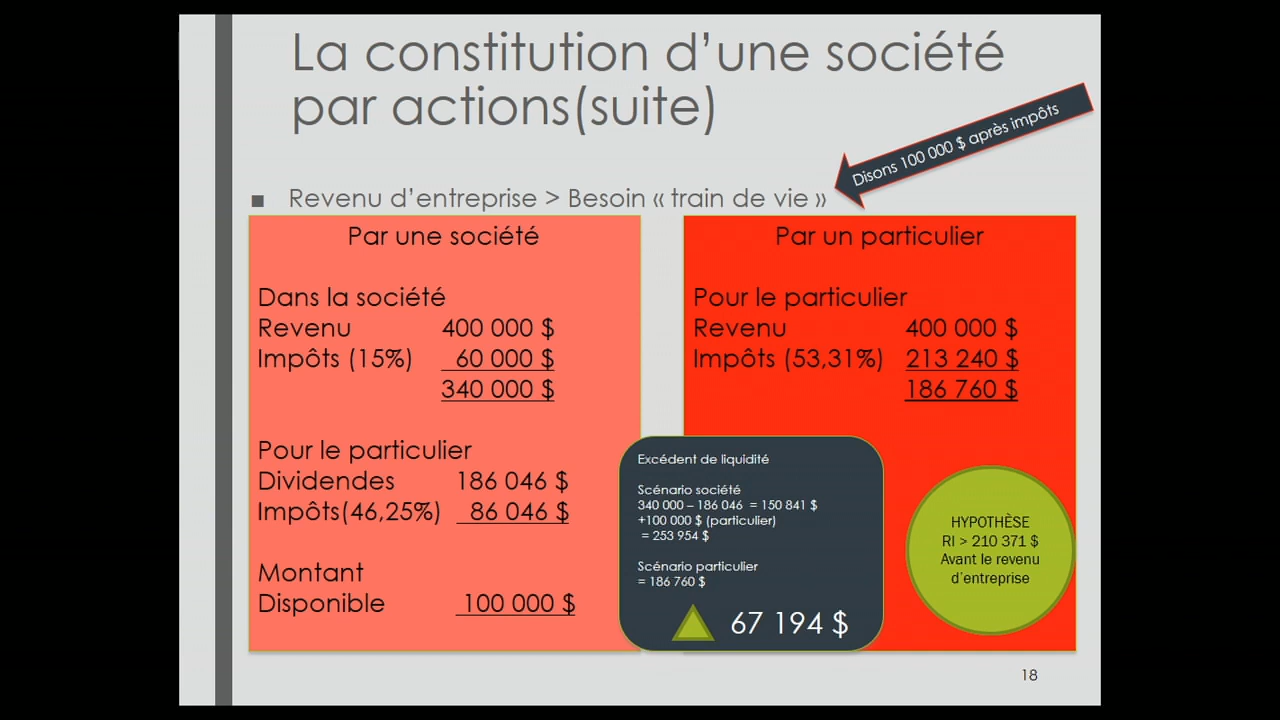 La constitution d’une société
par actions(suite)
Disons 100 000 $ après impôts
■ Revenu d’entreprise > Besoin « train de vie »
Par une société
Dans la société
Revenu 400 000 $
Impôts (15%) 60 000 $
340 000 $
Pour le particulier
Dividendes 186 046 $
Impôts(46,25%) 86 046 $
Montant
Disponible 100 000 $
Par un particulier
Pour le particulier
Revenu 400 000 $
Impôts (53,31%) 213 240 $
186 760 $
Excédent de liquidité
Scénario société
340 000 – 186 046 = 150 841 $
+100 000 $ (particulier)
= 253 954 $
Scénario particulier
= 186 760 $
67 194 $
HYPOTHÈSE
RI > 210 371 $
Avant le revenu
d’entreprise
18